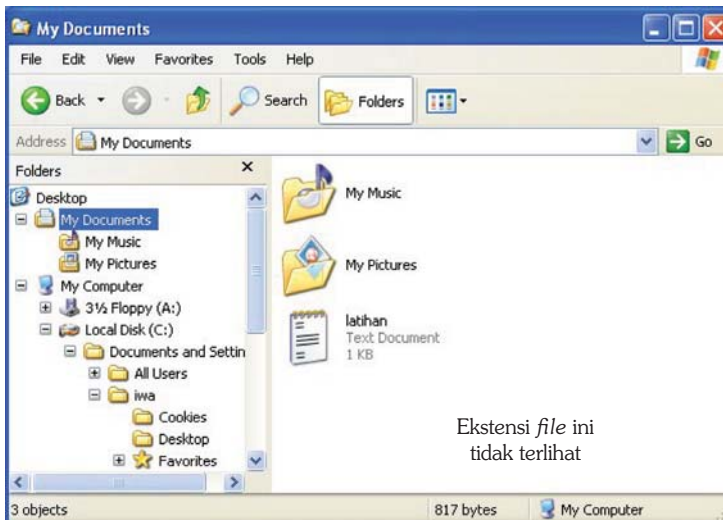 My Documents
File Edit View Favorites Tools Help
Back Search Folders
Address My Documents Go
Folders
Desktop
My Documents
My Music
My Pictures
My Computer
3½ Floppy (A:)
Local Disk (C:)
Documents and Settin
All Users
iwa
Cookies
Desktop
Favorites
My Music
My Pictures
latihan
Text Document
1 KB
Ekstensi file ini
tidak terlihat
3 objects 817 bytes My Computer